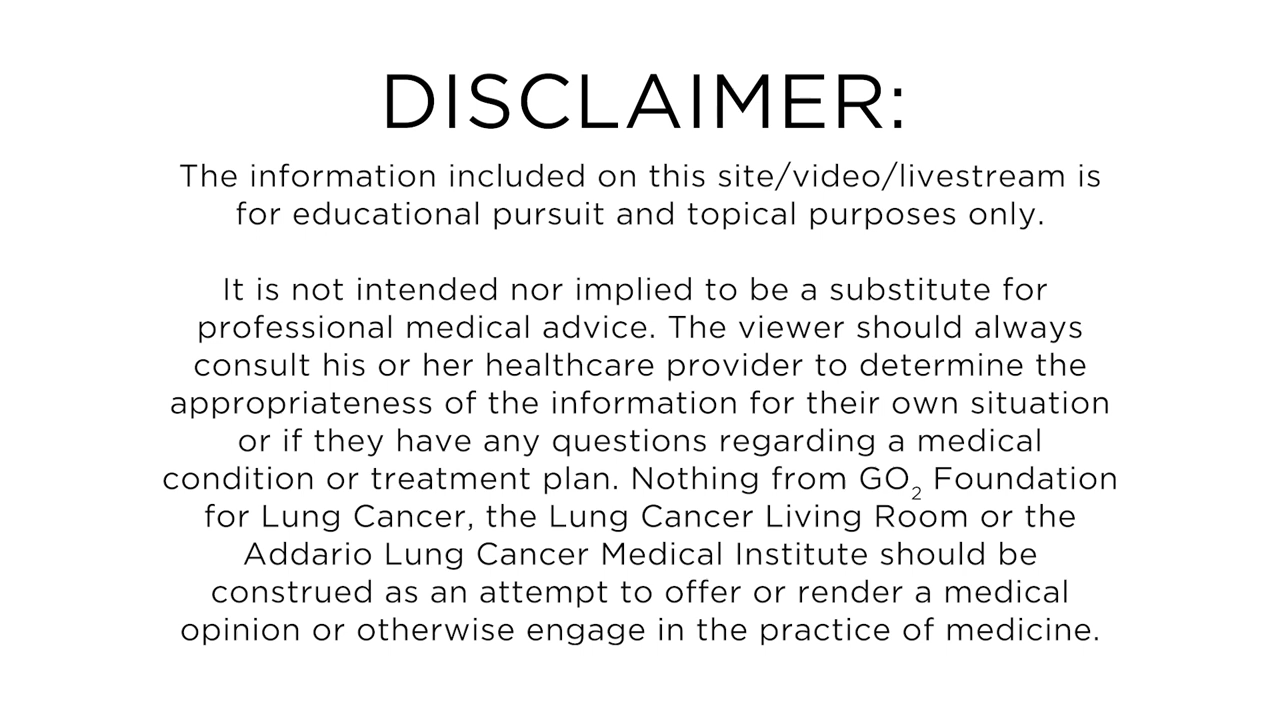 DISCLAIMER:
The information included on this site/video/livestream is
for educational pursuit and topical purposes only.
It is not intended nor implied to be a substitute for
professional medical advice. The viewer should always
consult his or her healthcare provider to determine the
appropriateness of the information for their own situation
or if they have any questions regarding a medical
condition or treatment plan. Nothing from GO₂ Foundation
for Lung Cancer, the Lung Cancer Living Room or the
Addario Lung Cancer Medical Institute should be
construed as an attempt to offer or render a medical
opinion or otherwise engage in the practice of medicine.